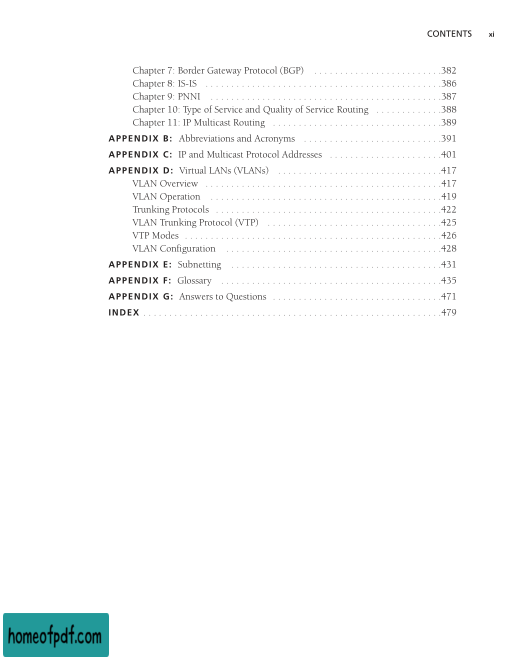 CONTENTS xi
Chapter 7: Border Gateway Protocol (BGP) . . . . . . . . . . . . . . . . . . . . . . . . .382
Chapter 8: IS-IS . . . . . . . . . . . . . . . . . . . . . . . . . . . . . . . . . . . . . . . . . . . . . .386
Chapter 9: PNNI . . . . . . . . . . . . . . . . . . . . . . . . . . . . . . . . . . . . . . . . . . . . .387
Chapter 10: Type of Service and Quality of Service Routing . . . . . . . . . . . . .388
Chapter 11: IP Multicast Routing . . . . . . . . . . . . . . . . . . . . . . . . . . . . . . . . .389
APPENDIX B: Abbreviations and Acronyms . . . . . . . . . . . . . . . . . . . . . . . . . . .391
APPENDIX C: IP and Multicast Protocol Addresses . . . . . . . . . . . . . . . . . . . . . .401
APPENDIX D: Virtual LANs (VLANs) . . . . . . . . . . . . . . . . . . . . . . . . . . . . . . . .417
VLAN Overview . . . . . . . . . . . . . . . . . . . . . . . . . . . . . . . . . . . . . . . . . . . . . .417
VLAN Operation . . . . . . . . . . . . . . . . . . . . . . . . . . . . . . . . . . . . . . . . . . . . .419
Trunking Protocols . . . . . . . . . . . . . . . . . . . . . . . . . . . . . . . . . . . . . . . . . . . .422
VLAN Trunking Protocol (VTP) . . . . . . . . . . . . . . . . . . . . . . . . . . . . . . . . . .425
VTP Modes . . . . . . . . . . . . . . . . . . . . . . . . . . . . . . . . . . . . . . . . . . . . . . . . . .426
VLAN Configuration . . . . . . . . . . . . . . . . . . . . . . . . . . . . . . . . . . . . . . . . . .428
APPENDIX E: Subnetting . . . . . . . . . . . . . . . . . . . . . . . . . . . . . . . . . . . . . . . . .431
APPENDIX F: Glossary . . . . . . . . . . . . . . . . . . . . . . . . . . . . . . . . . . . . . . . . . . .435
APPENDIX G: Answers to Questions . . . . . . . . . . . . . . . . . . . . . . . . . . . . . . . . .471
INDEX . . . . . . . . . . . . . . . . . . . . . . . . . . . . . . . . . . . . . . . . . . . . . . . . . . . . . . . . . .479
homeofpdf.com